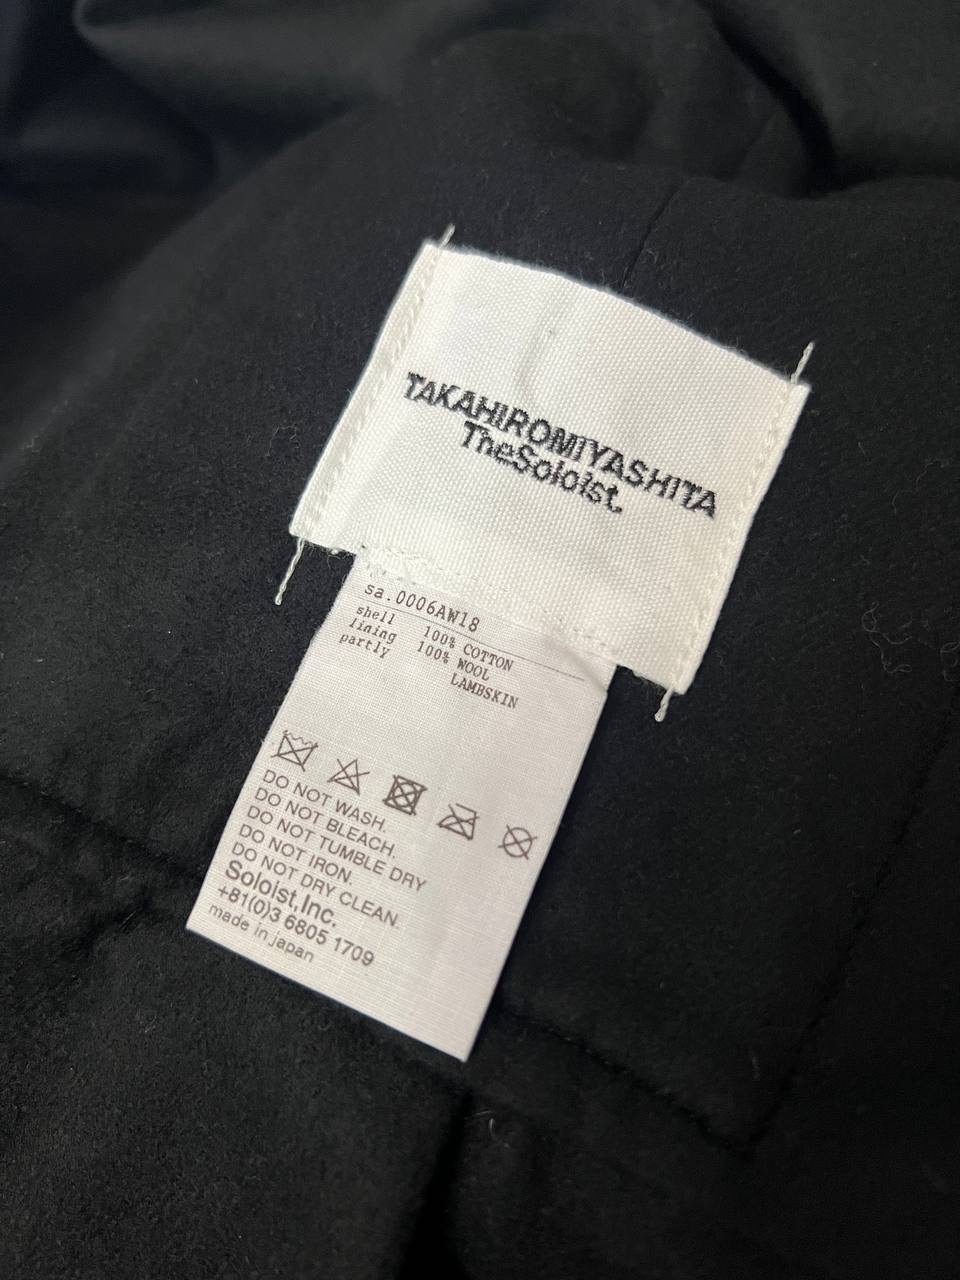 TAKAHIROMIYASHITA
TheSoloist.
sa.0006AW18
shell 100% COTTON
lining 100% WOOL
partly LAMBSKIN
DO NOT WASH.
DO NOT BLEACH.
DO NOT TUMBLE DRY
DO NOT IRON.
DO NOT DRY CLEAN.
Soloist,Inc.
+81(0)3 6805 1709
made in japan